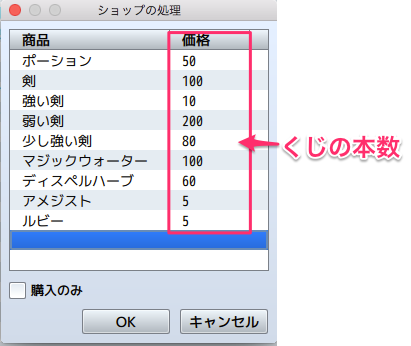 ショップの処理
商品 価格
ポーション 50
剣 100
強い剣 10
弱い剣 200
少し強い剣 80
マジックウォーター 100
ディスペルハーブ 60
アメジスト 5
ルビー 5
くじの本数
購入のみ
OK キャンセル